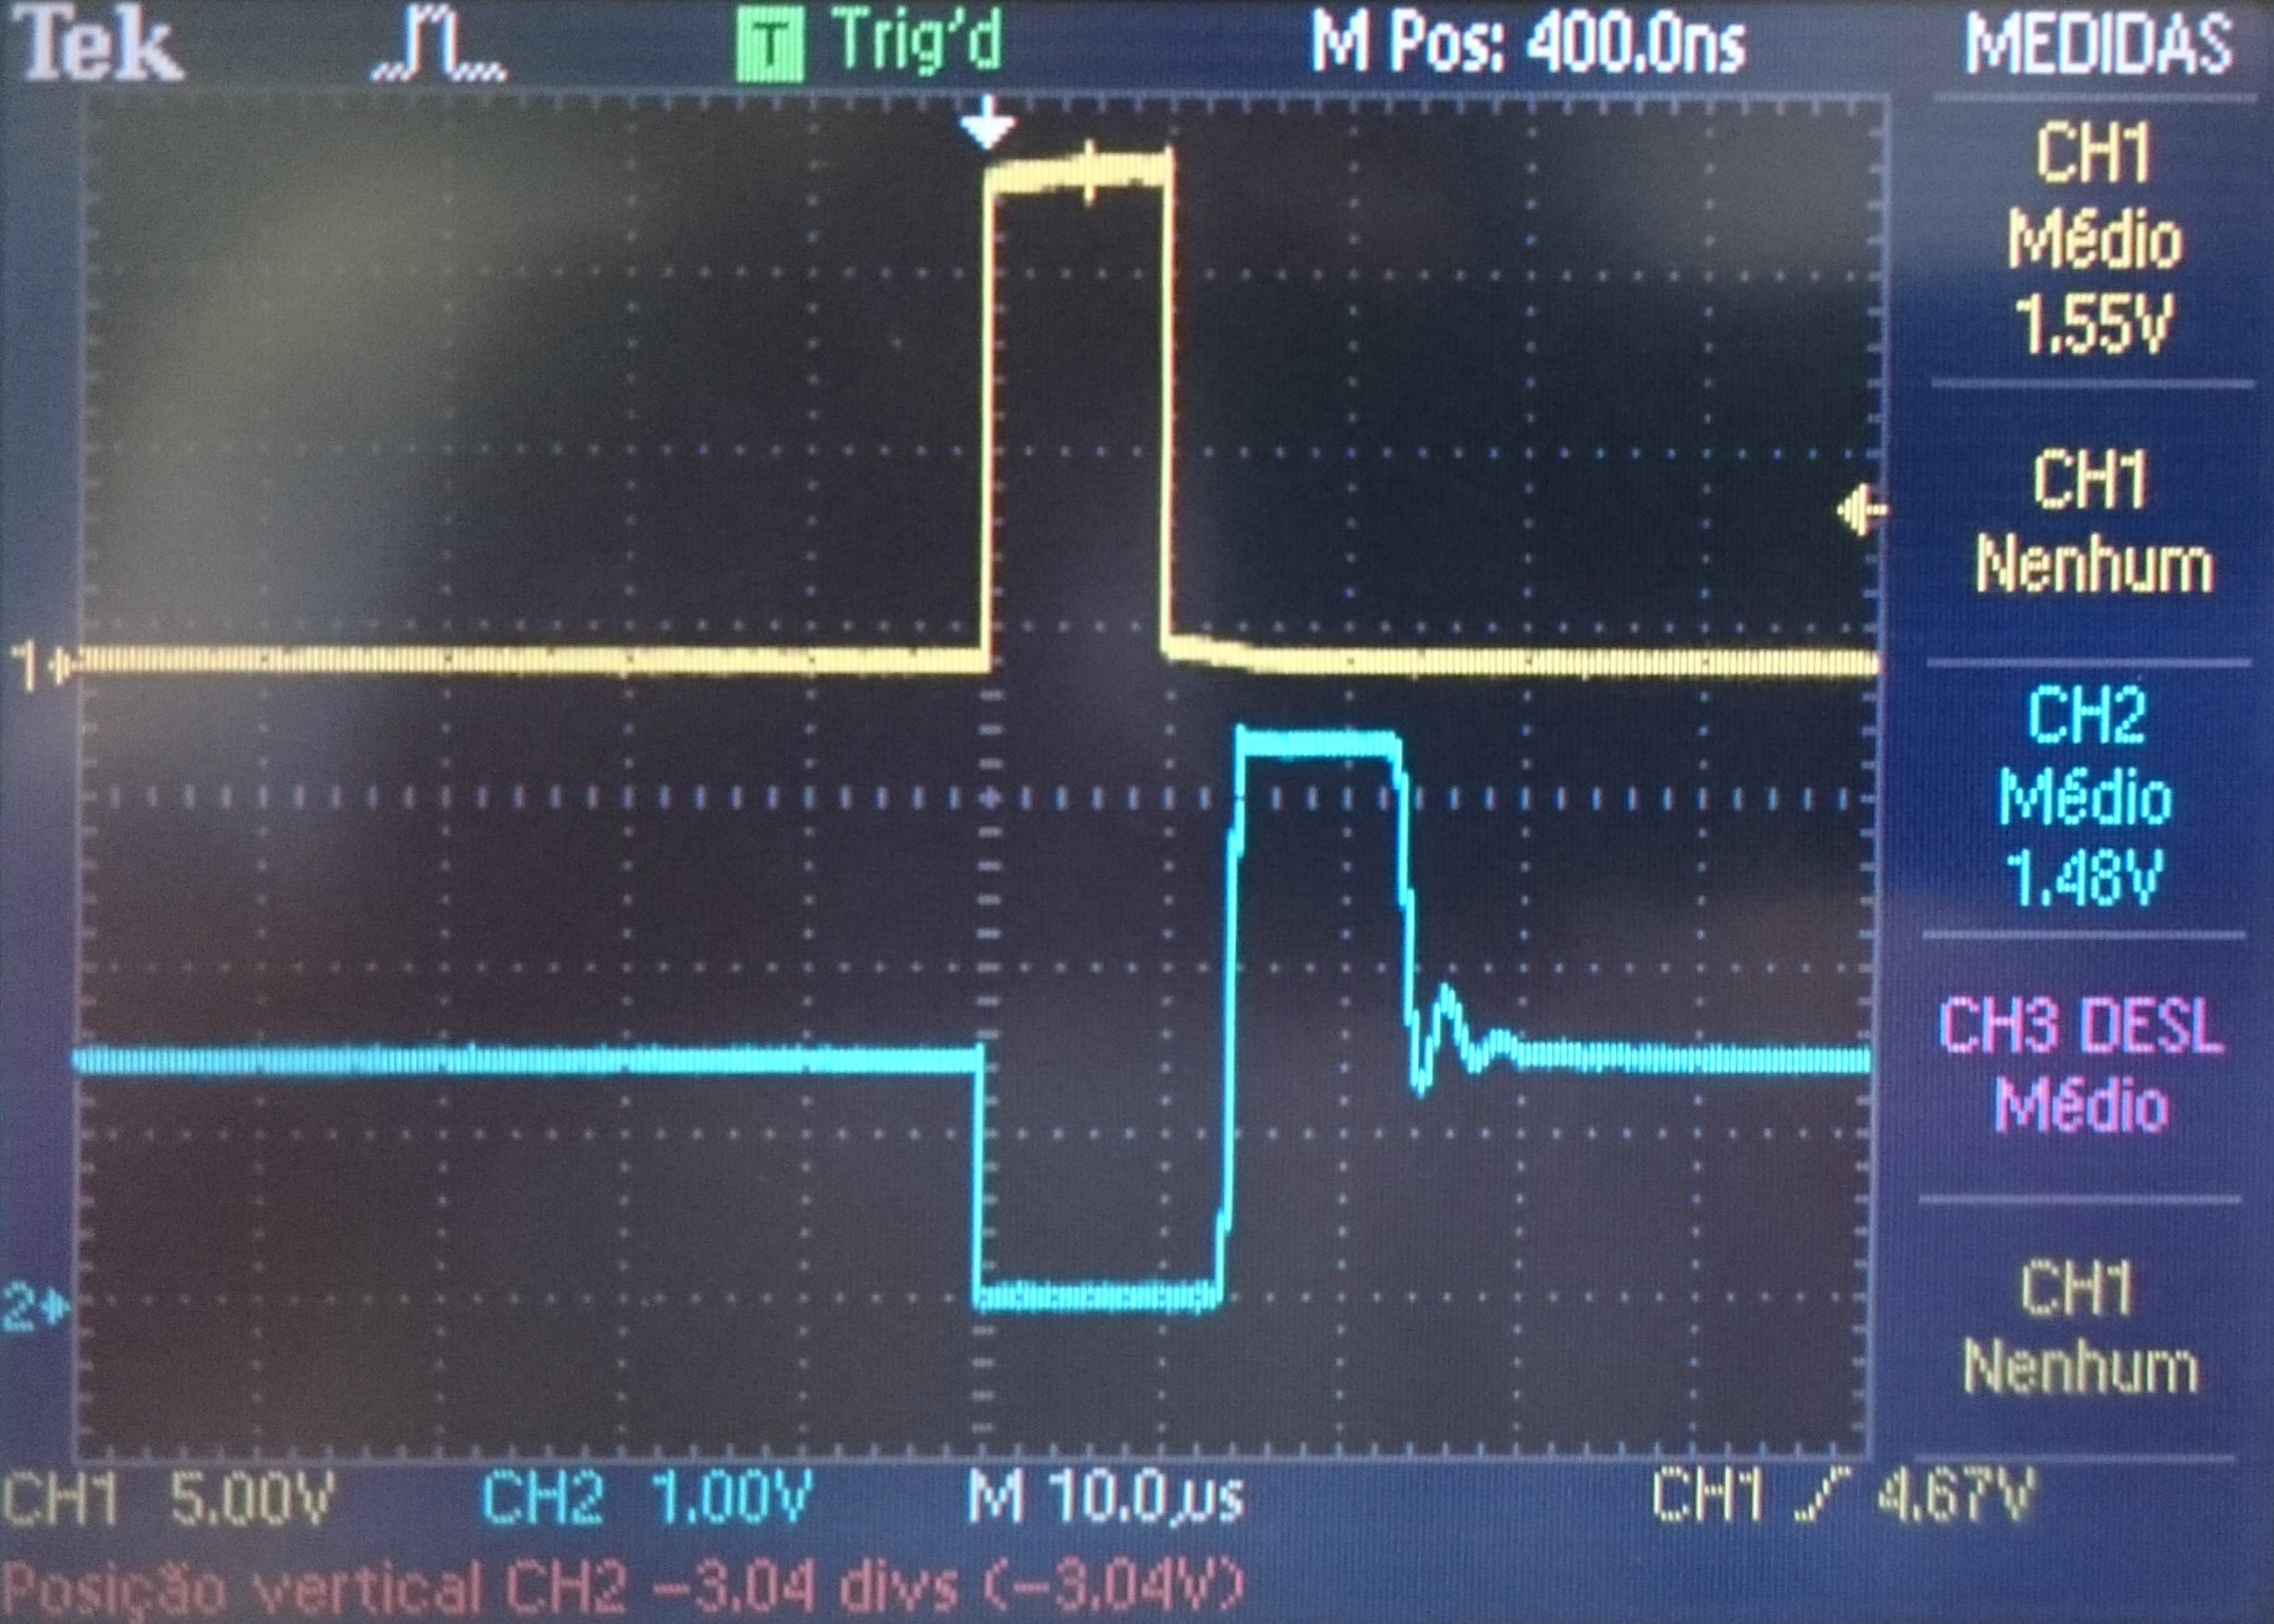 Tek T Trig'd M Pos: 400.0ns MEDIDAS
CH1
Médio
1.55V
CH1
Nenhum
1
CH2
Médio
1.48V
CH3 DESL
Médio
CH1
Nenhum
2
CH1 5.00V CH2 1.00V M 10.0µs CH1 4.67V
Posição vertical CH2 -3.04 divs (-3.04V)